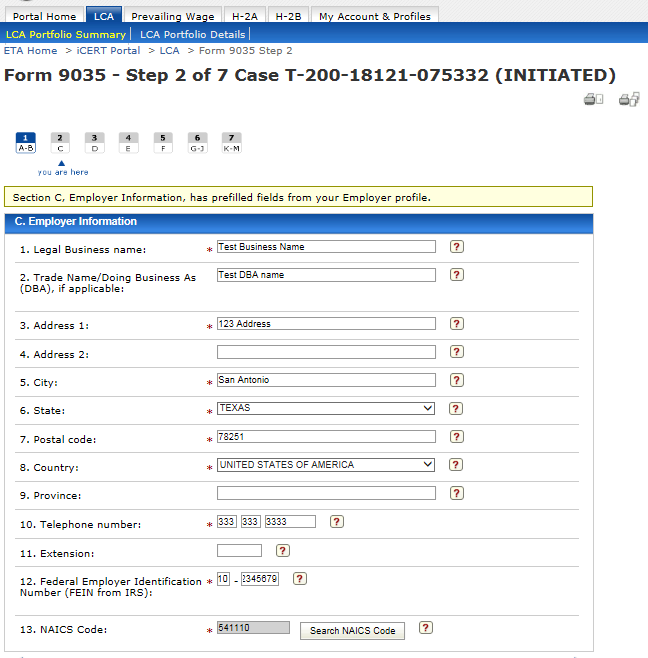 Portal Home LCA Prevailing Wage H-2A H-2B My Account & Profiles
LCA Portfolio Summary LCA Portfolio Details
ETA Home > iCERT Portal > LCA > Form 9035 Step 2
Form 9035 - Step 2 of 7 Case T-200-18121-075332 (INITIATED)
1 2 3 4 5 6 7
A-B C D E F G-J K-M
you are here
Section C, Employer Information, has prefilled fields from your Employer profile.
C. Employer Information
1. Legal Business name: * Test Business Name ?
2. Trade Name/Doing Business As Test DBA name ?
(DBA), if applicable:
3. Address 1: * 123 Address ?
4. Address 2: ?
5. City: * San Antonio ?
6. State: * TEXAS ?
7. Postal code: * 78251 ?
8. Country: * UNITED STATES OF AMERICA ?
9. Province: ?
10. Telephone number: * 333 333 3333 ?
11. Extension: ?
12. Federal Employer Identification * 10 - 2345679 ?
Number (FEIN from IRS):
13. NAICS Code: * 541110 Search NAICS Code ?